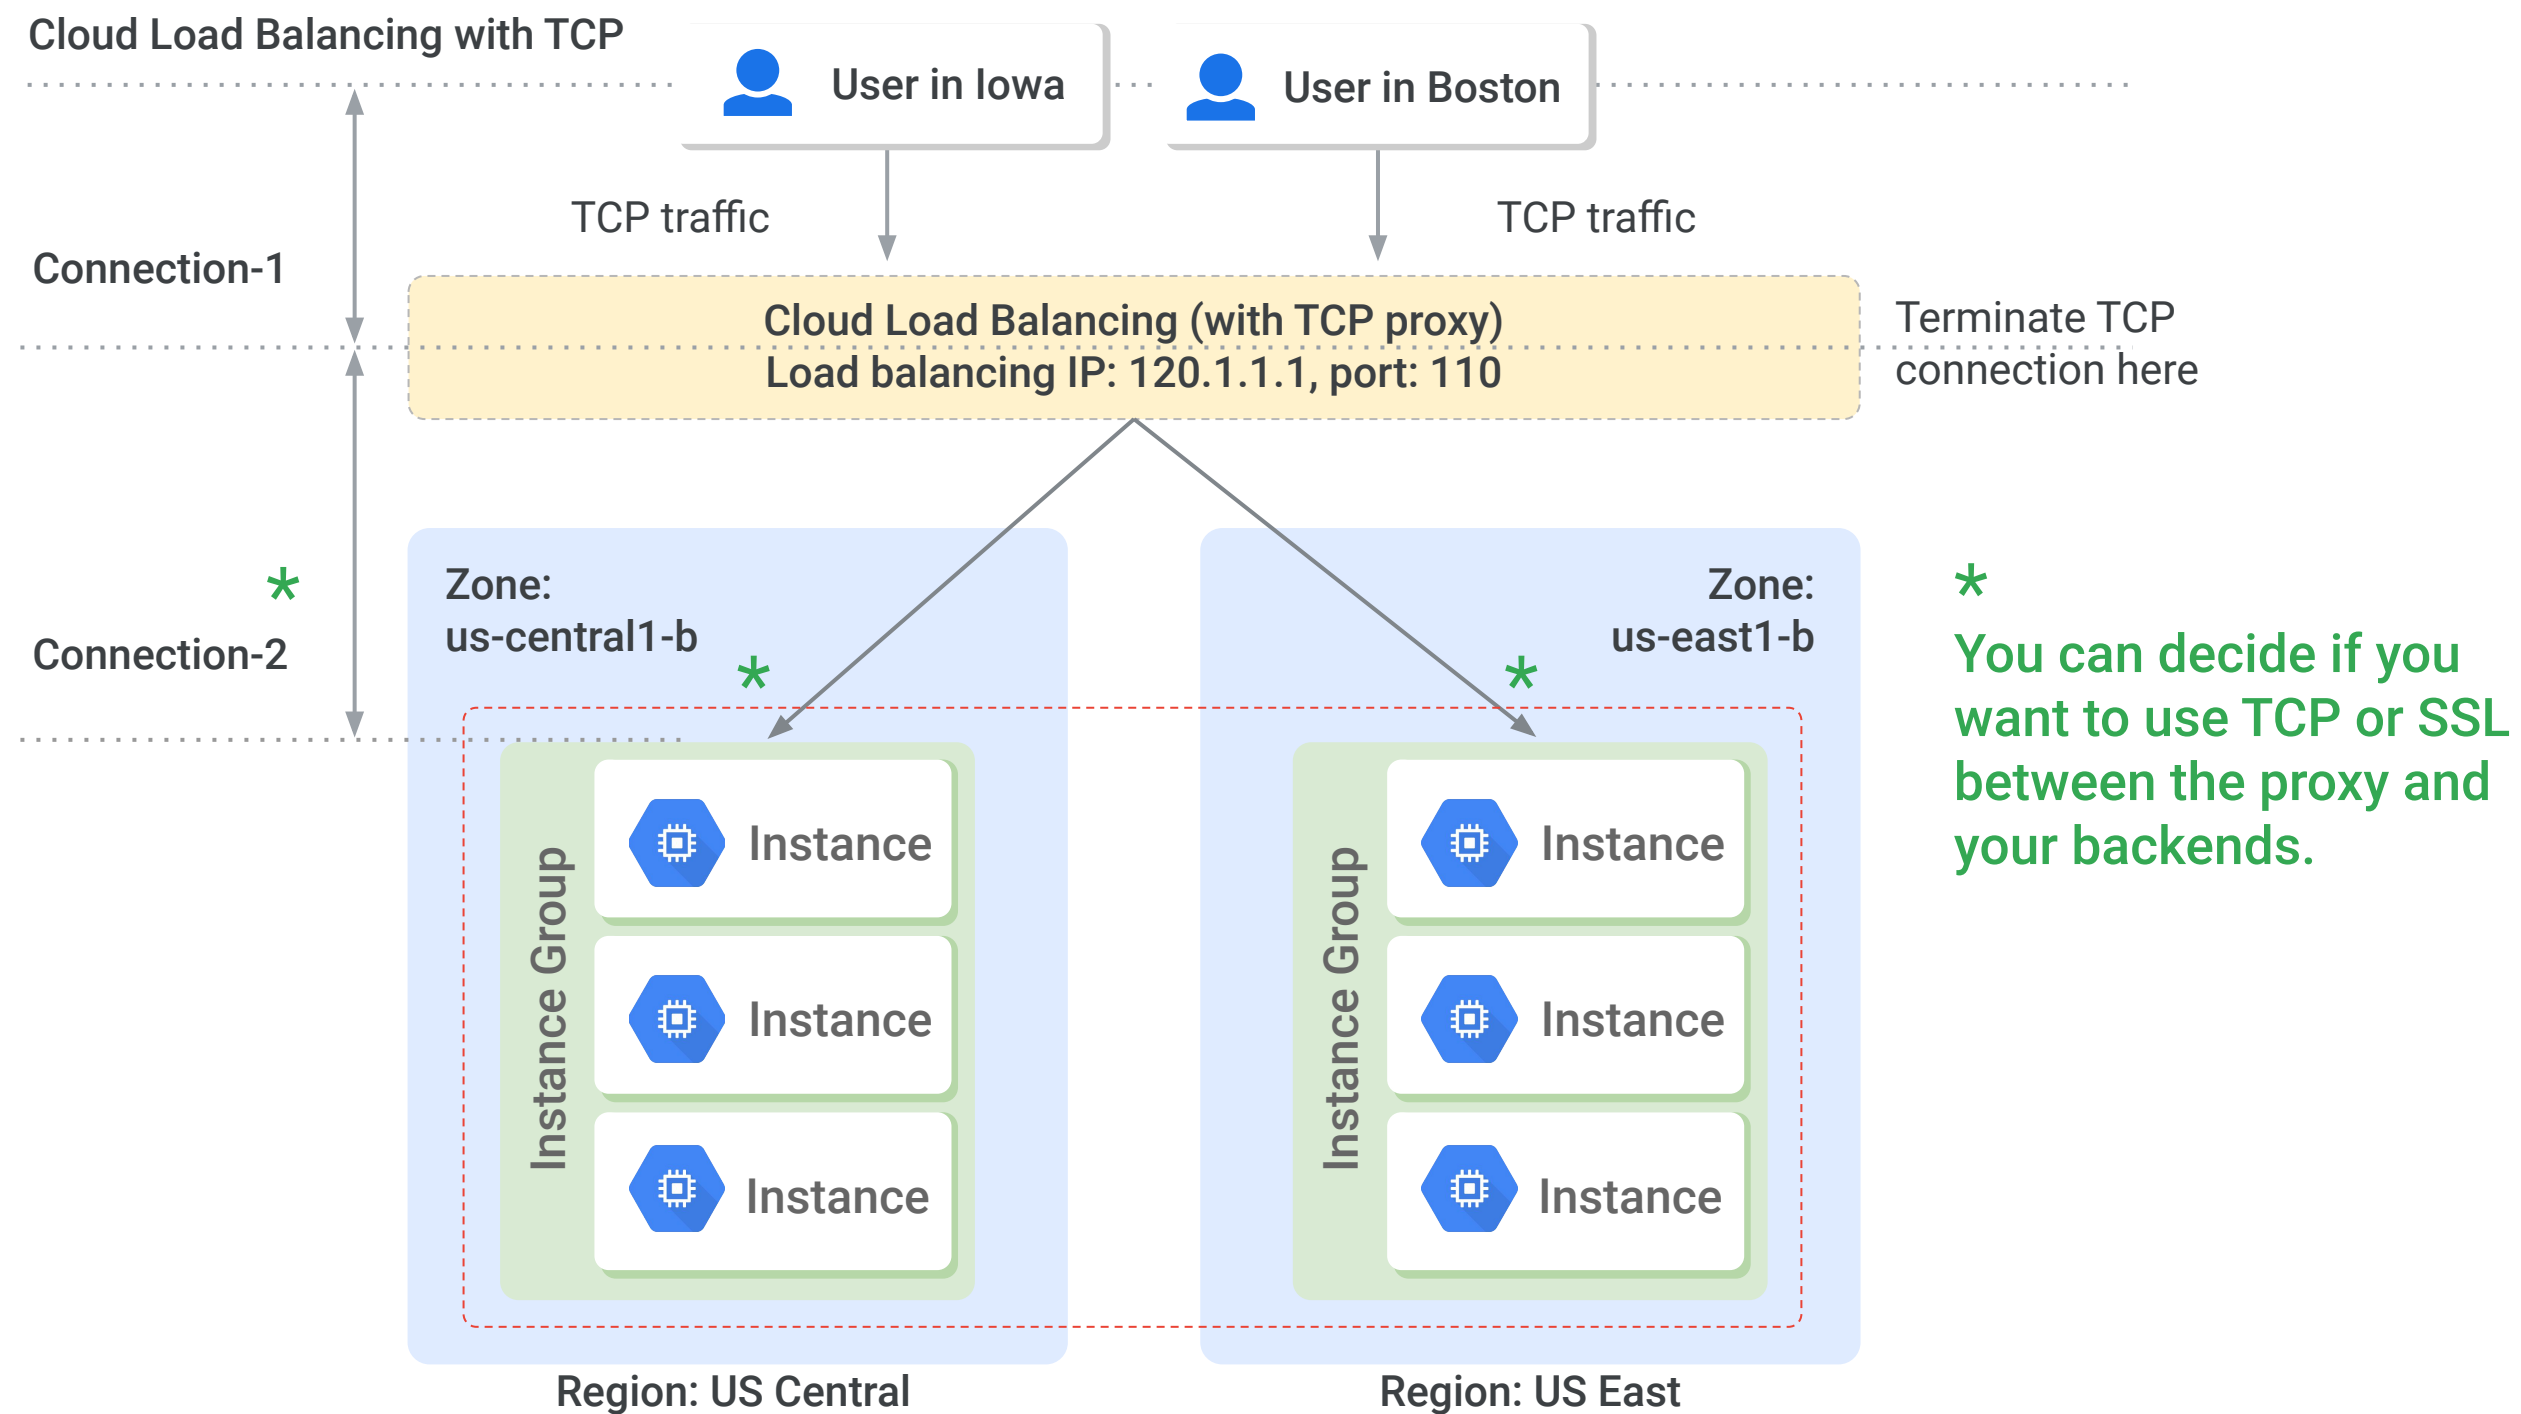 Cloud Load Balancing with TCP
User in Iowa
User in Boston
TCP traffic
TCP traffic
Connection-1
Cloud Load Balancing (with TCP proxy)
Load balancing IP: 120.1.1.1, port: 110
Terminate TCP
connection here
*
Connection-2
Zone:
us-central1-b
*
Zone:
us-east1-b
*
*
You can decide if you
want to use TCP or SSL
between the proxy and
your backends.
Instance Group
Instance
Instance
Instance
Instance Group
Instance
Instance
Instance
Region: US Central
Region: US East